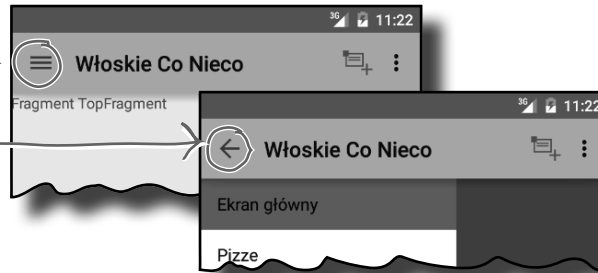 3G 11:22
Włoskie Co Nieco
Fragment TopFragment
3G 11:22
Włoskie Co Nieco
Ekran główny
Pizze